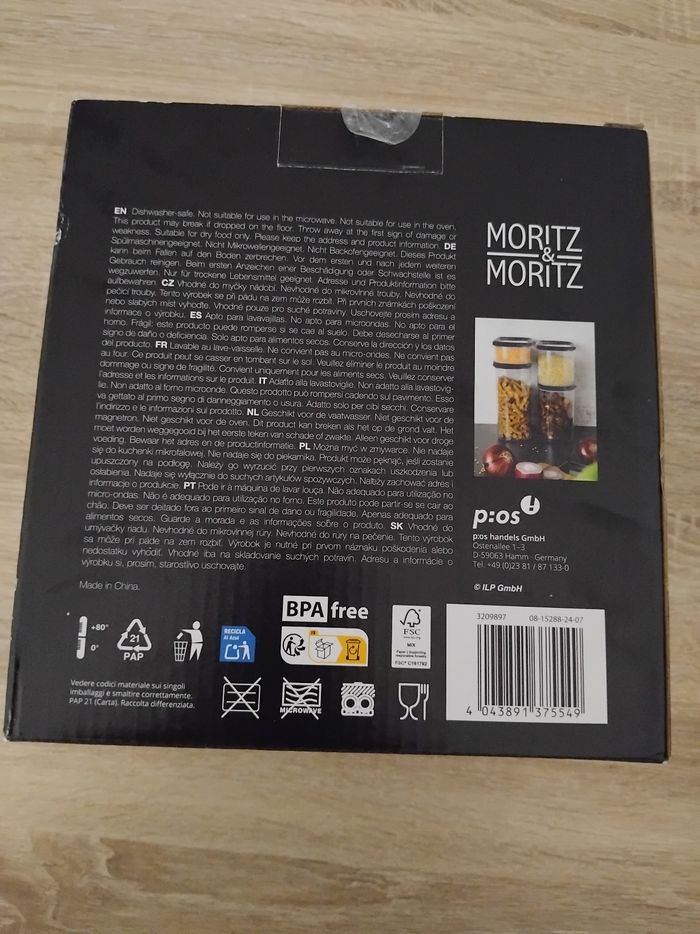 EN Dishwasher-safe. Not suitable for use in the microwave. Not suitable for use in the oven.
This product may break if dropped on the floor. Throw away at the first sign of damage or
weakness. Suitable for dry food only. Please keep the address and product information. DE
Spülmaschinengeeignet. Nicht Mikrowellengeeignet. Nicht Backofengeeignet. Dieses Produkt
kann beim Fallen auf den Boden zerbrechen. Vor dem ersten und nach jedem weiteren
Gebrauch reinigen. Beim ersten Anzeichen einer Beschädigung oder Schwachstelle ist es
wegzuwerfen. Nur für trockene Lebensmittel geeignet. Adresse und Produktinformation bitte
aufbewahren. CZ Vhodné do myčky nádobí. Nevhodné do mikrovlnné trouby. Nevhodné do
pečicí trouby. Tento výrobek se při pádu na zem může rozbít. Při prvních známkách poškození
nebo slabých míst vyhoďte. Vhodné pouze pro suché potraviny. Uschovejte prosím adresu a
informace o výrobku. ES Apto para lavavajillas. No apto para microondas. No apto para el
horno. Frágil: este producto puede romperse si se cae al suelo. Debe desecharse al primer
signo de daño o deficiencia. Solo apto para alimentos secos. Conserve la dirección y los datos
del producto. FR Lavable au lave-vaisselle. Ne convient pas au micro-ondes. Ne convient pas
au four. Ce produit peut se casser en tombant sur le sol. Veuillez éliminer le produit au moindre
dommage ou signe de fragilité. Convient uniquement pour les aliments secs. Veuillez conserver
l'adresse et les informations sur le produit. IT Adatto alla lavastoviglie. Non adatto alla lavastovig-
lie. Non adatto al forno microonde. Questo prodotto può rompersi cadendo sul pavimento. Esso
va gettato al primo segno di danneggiamento o usura. Adatto solo per cibi secchi. Conservare
l'indirizzo e le informazioni sul prodotto. NL Geschikt voor de vaatwasser. Niet geschikt voor de
magnetron. Niet geschikt voor de oven. Dit product kan breken als het op de grond valt. Het
moet worden weggegooid bij het eerste teken van schade of zwakte. Alleen geschikt voor droge
voeding. Bewaar het adres en de productinformatie. PL Można myć w zmywarce. Nie nadaje
się do kuchenki mikrofalowej. Nie nadaje się do piekarnika. Produkt może pęknąć, jeśli zostanie
upuszczony na podłogę. Należy go wyrzucić przy pierwszych oznakach uszkodzenia lub
osłabienia. Nadaje się wyłącznie do suchych artykułów spożywczych. Należy zachować adres i
informacje o produkcie. PT Pode ir à máquina de lavar louça. Não adequado para utilização no
micro-ondas. Não é adequado para utilização no forno. Este produto pode partir-se se cair ao
chão. Deve ser deitado fora ao primeiro sinal de dano ou fragilidade. Apenas adequado para
alimentos secos. Guarde a morada e as informações sobre o produto. SK Vhodné do
umývačky riadu. Nevhodné do mikrovlnnej rúry. Nevhodné do rúry na pečenie. Tento výrobok
sa môže pri páde na zem rozbiť. Výrobok je nutné pri prvom náznaku poškodenia alebo
nedostatku vyhodiť. Vhodné iba na skladovanie suchých potravín. Adresu a informácie o
výrobku si, prosím, starostlivo uschovajte.
Made in China.
MORITZ
&
MORITZ
p:os!
p:os handels GmbH
Ostenallee 1–3
D-59063 Hamm · Germany
Tel. +49 (0)23 81 / 87 133-0
© ILP GmbH
+80°
0°
21
PAP
RECICLA
Al Azul
BPA free
FSC
www.fsc.org
MIX
Paper | Supporting
responsible forestry
FSC® C161792
MICROWAVE
Vedere codici materiale sui singoli
imballaggi e smaltire correttamente.
PAP 21 (Carta). Raccolta differenziata.
3209897 08-15288-24-07
4 043891 375549